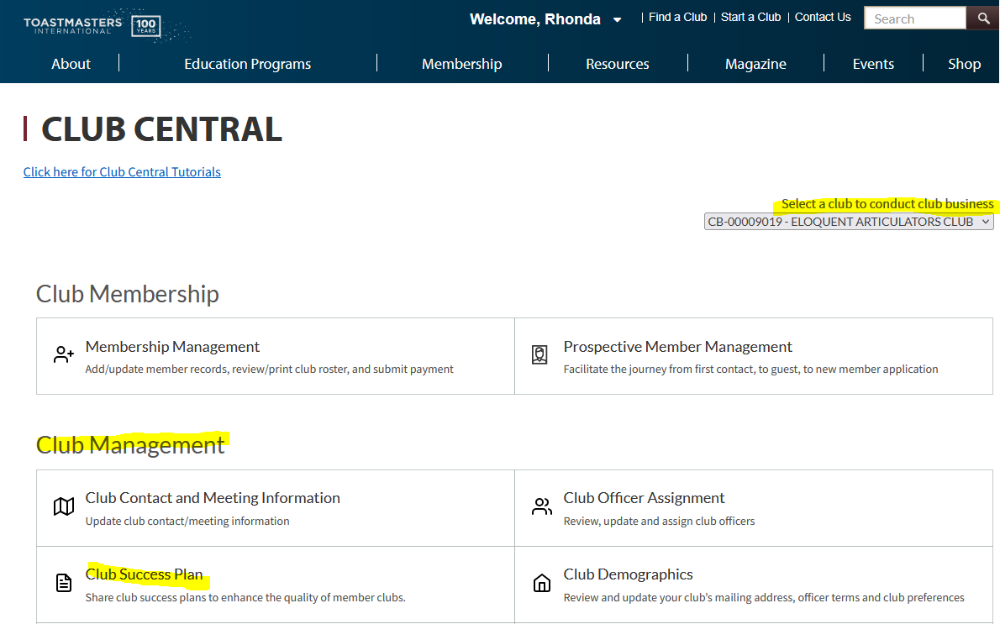 TOASTMASTERS
INTERNATIONAL
100
YEARS
Welcome, Rhonda
Find a Club
Start a Club
Contact Us
Search
About
Education Programs
Membership
Resources
Magazine
Events
Shop
CLUB CENTRAL
Click here for Club Central Tutorials
Select a club to conduct club business
CB-00009019 - ELOQUENT ARTICULATORS CLUB
Club Membership
Membership Management
Add/update member records, review/print club roster, and submit payment
Prospective Member Management
Facilitate the journey from first contact, to guest, to new member application
Club Management
Club Contact and Meeting Information
Update club contact/meeting information
Club Officer Assignment
Review, update and assign club officers
Club Success Plan
Share club success plans to enhance the quality of member clubs.
Club Demographics
Review and update your club’s mailing address, officer terms and club preferences